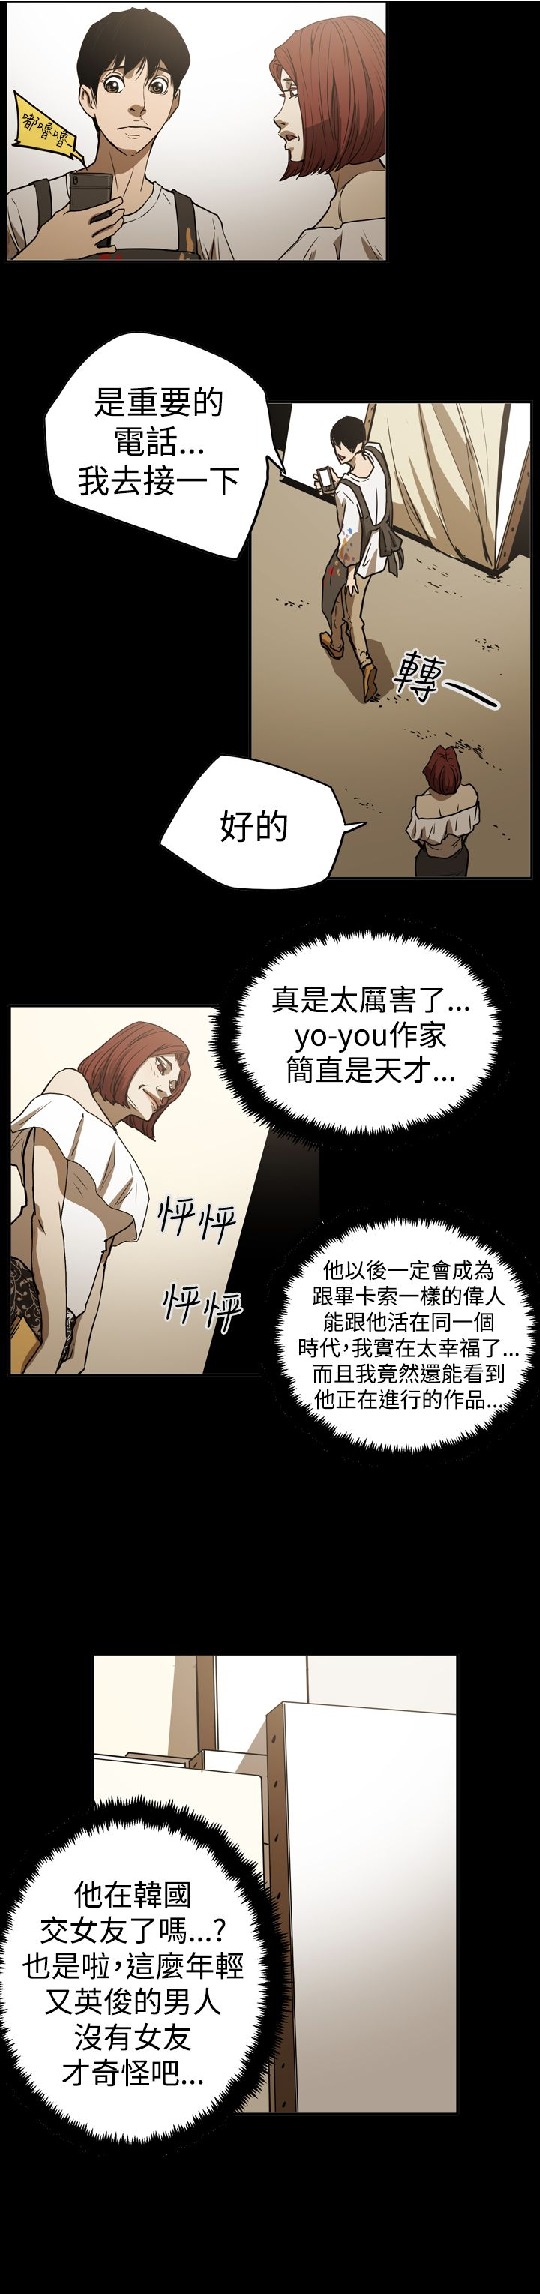 嘟嚕嚕~
是重要的
電話...
我去接一下
轉一
好的
真是太厲害了...
yo-you作家
簡直是天才...
怦怦
怦怦
他以後一定會成為
跟畢卡索一樣的偉人
能跟他活在同一個
時代，我實在太幸福了...
而且我竟然還能看到
他正在進行的作品...
他在韓國
交女友了嗎...?
也是啦，這麼年輕
又英俊的男人
沒有女友
才奇怪吧...